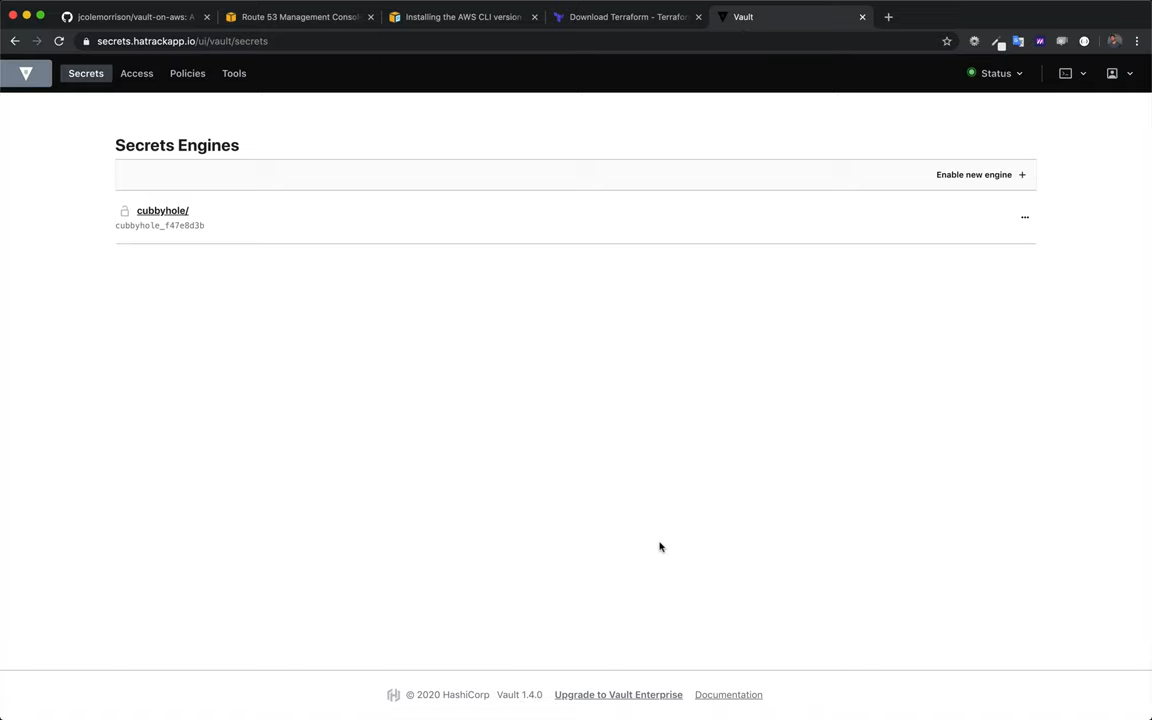 jcolemorrison/vault-on-aws: A
Route 53 Management Consol
Installing the AWS CLI version
Download Terraform - Terrafor
Vault
secrets.hatrackapp.io/ui/vault/secrets
Secrets Access Policies Tools Status
Secrets Engines
Enable new engine +
cubbyhole/
cubbyhole_f47e8d3b
© 2020 HashiCorp Vault 1.4.0 Upgrade to Vault Enterprise Documentation